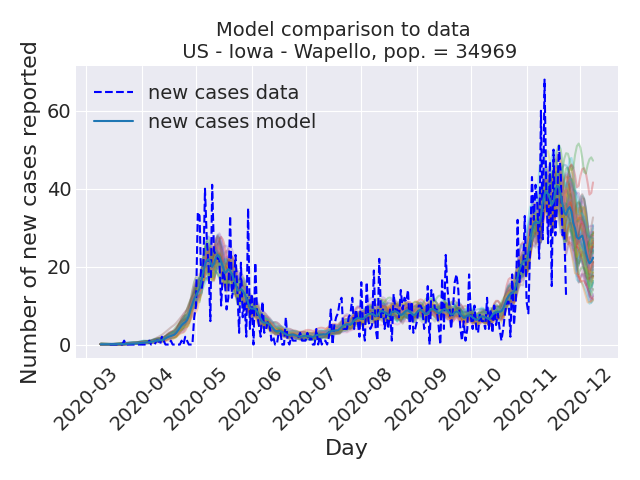 Model comparison to data
US - Iowa - Wapello, pop. = 34969
Number of new cases reported
60
40
20
0
new cases data
new cases model
2020-03
2020-04
2020-05
2020-06
2020-07
2020-08
2020-09
2020-10
2020-11
2020-12
Day